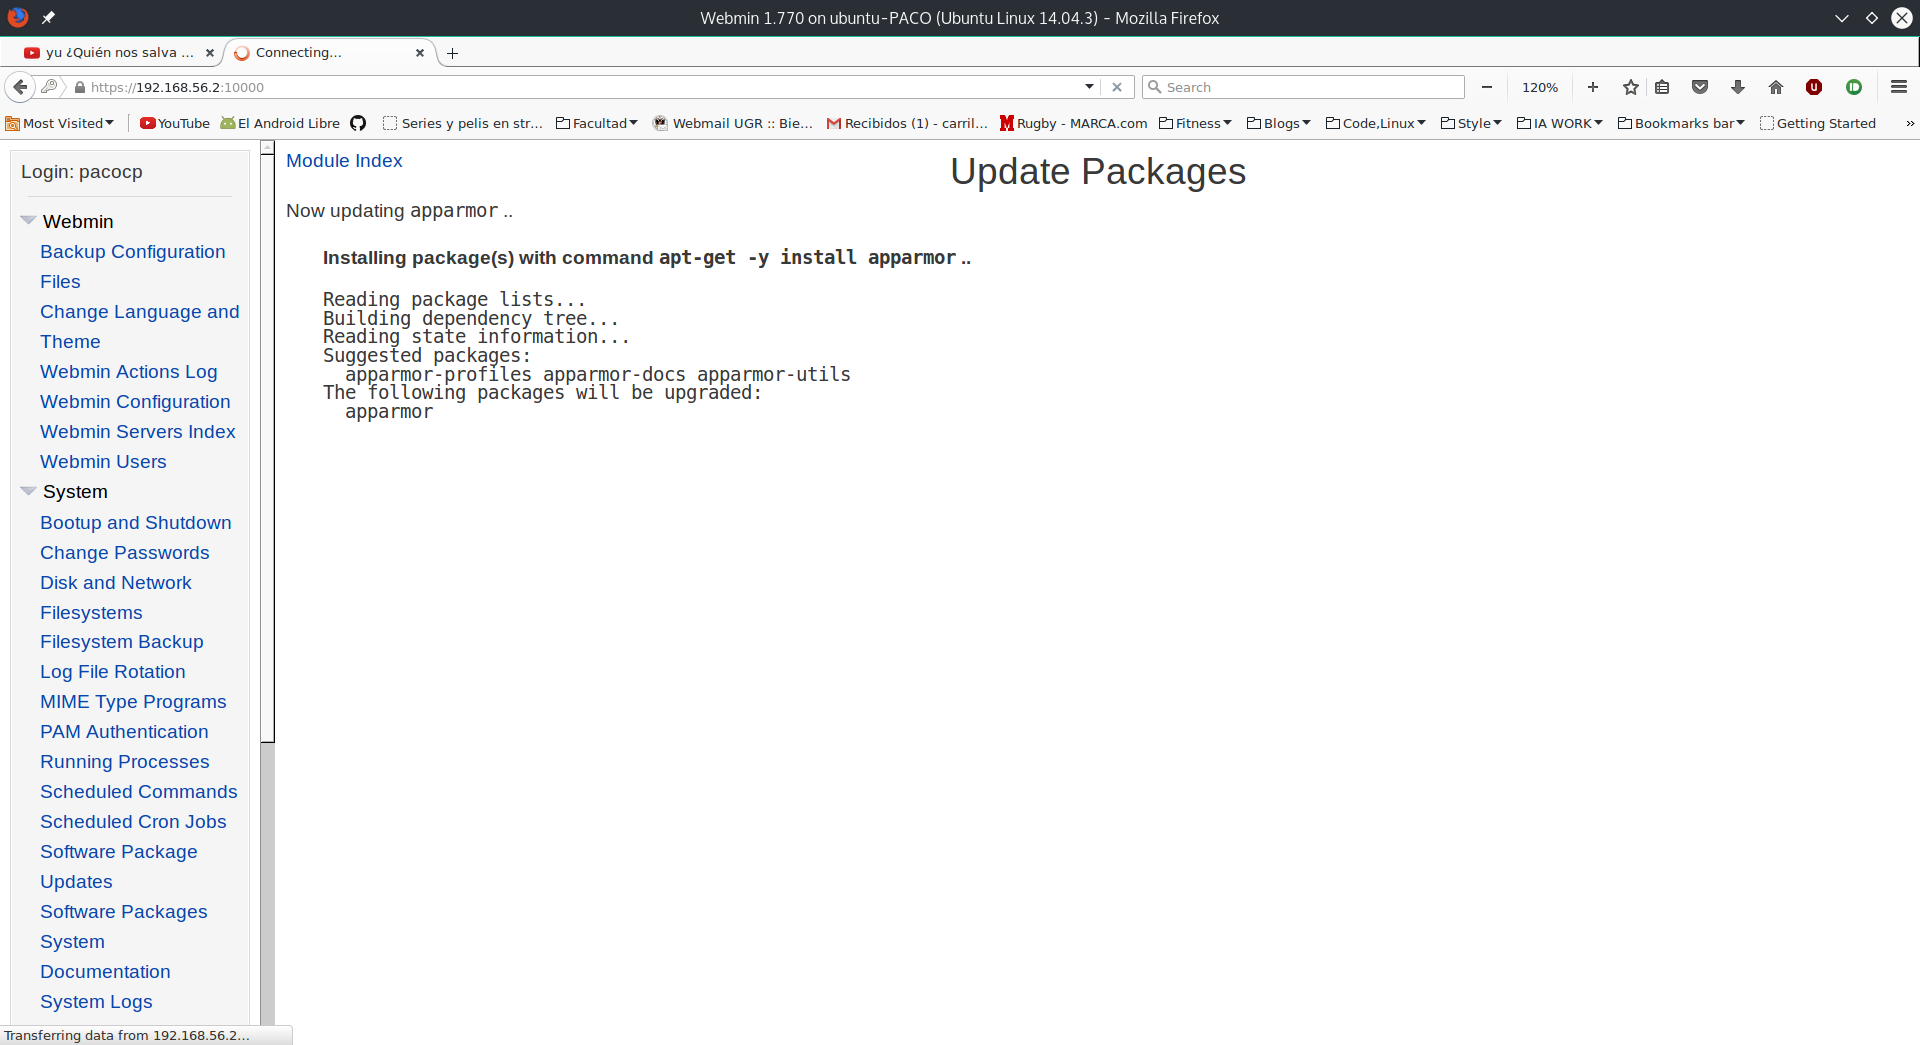 Webmin 1.770 on ubuntu-PACO (Ubuntu Linux 14.04.3) - Mozilla Firefox
yu ¿Quién nos salva ...
Connecting...
https://192.168.56.2:10000
Search
120%
Most Visited
YouTube
El Android Libre
Series y pelis en str...
Facultad
Webmail UGR :: Bie...
Recibidos (1) - carril...
Rugby - MARCA.com
Fitness
Blogs
Code,Linux
Style
IA WORK
Bookmarks bar
Getting Started
»
Login: pacocp
Webmin
Backup Configuration
Files
Change Language and
Theme
Webmin Actions Log
Webmin Configuration
Webmin Servers Index
Webmin Users
System
Bootup and Shutdown
Change Passwords
Disk and Network
Filesystems
Filesystem Backup
Log File Rotation
MIME Type Programs
PAM Authentication
Running Processes
Scheduled Commands
Scheduled Cron Jobs
Software Package
Updates
Software Packages
System
Documentation
System Logs
Module Index
Update Packages
Now updating apparmor ..
Installing package(s) with command apt-get -y install apparmor ..
Reading package lists...
Building dependency tree...
Reading state information...
Suggested packages:
apparmor-profiles apparmor-docs apparmor-utils
The following packages will be upgraded:
apparmor
Transferring data from 192.168.56.2...